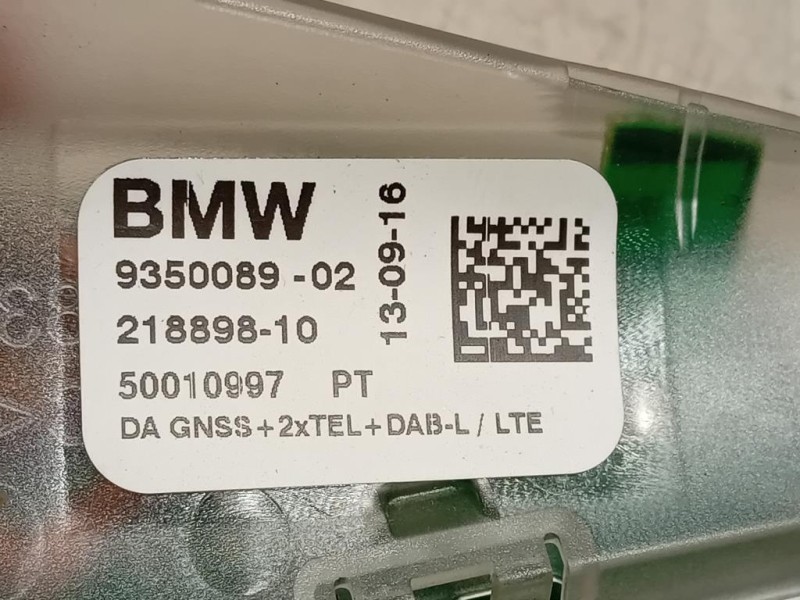 BMW
9350089 - 02
218898-10
50010997 PT
DA GNSS+2xTEL+DAB-L / LTE
13-09-16